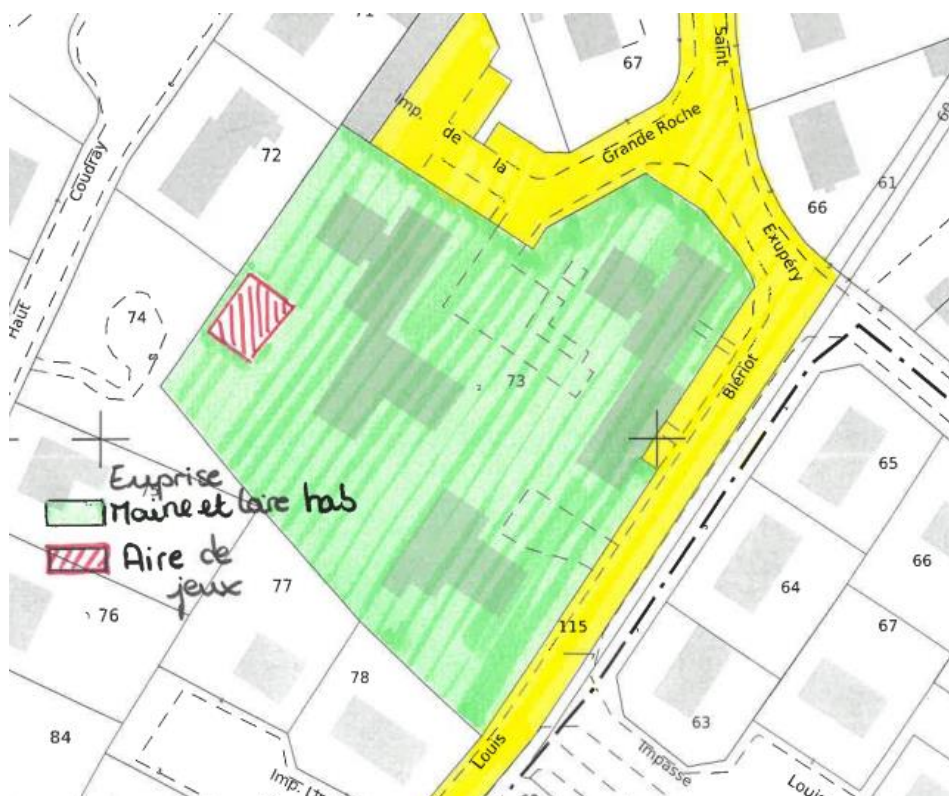 67
Saint
Imp. de la
Grande Roche
72
Coudray
61
66
Exupéry
Haut
74
73
Blériot
65
Emprise
Maine et Loire hab
Aire de
jeux
77
76
64
66
67
115
78
63
84
Louis
Impasse